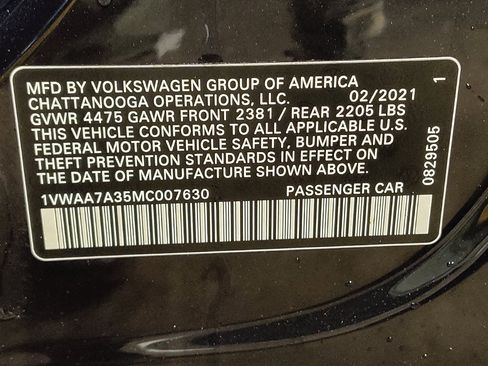 MFD BY VOLKSWAGEN GROUP OF AMERICA
CHATTANOOGA OPERATIONS, LLC. 02/2021
GVWR 4475 GAWR FRONT 2381 / REAR 2205 LBS
THIS VEHICLE CONFORMS TO ALL APPLICABLE U.S.
FEDERAL MOTOR VEHICLE SAFETY, BUMPER AND
THEFT PREVENTION STANDARDS IN EFFECT ON
THE DATE OF MANUFACTURE SHOWN ABOVE.
1VWAA7A35MC007630 PASSENGER CAR
0829505
1